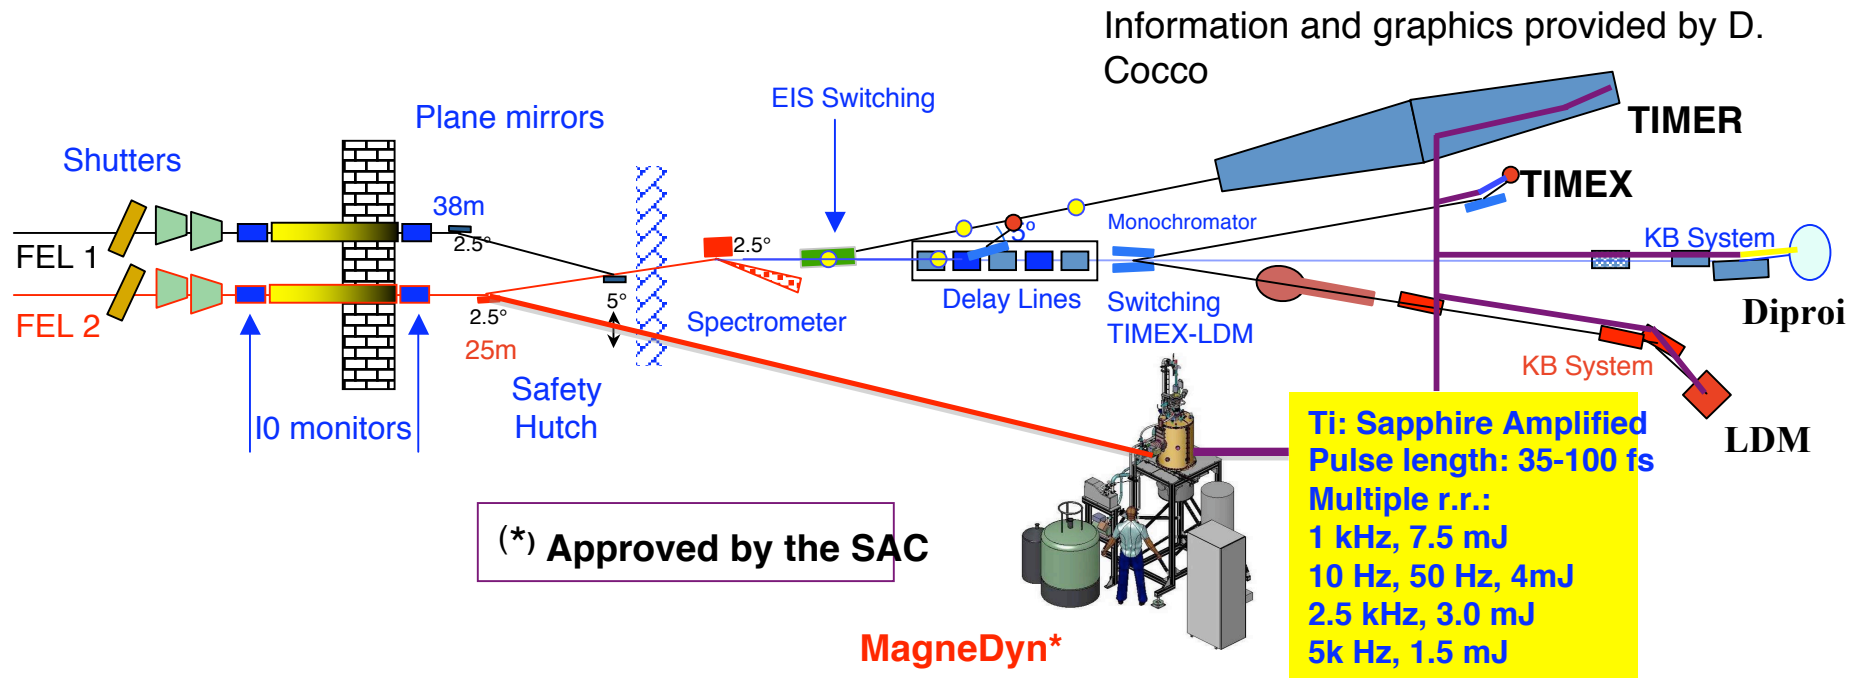 Information and graphics provided by D.
Cocco
EIS Switching
Plane mirrors
Shutters
TIMER
TIMEX
38m
2.5°
FEL 1
2.5°
3°
Monochromator
KB System
FEL 2
2.5°
25m
5°
Spectrometer
Delay Lines
Switching
TIMEX-LDM
Diproi
KB System
Safety
Hutch
I0 monitors
LDM
Ti: Sapphire Amplified
Pulse length: 35-100 fs
Multiple r.r.:
1 kHz, 7.5 mJ
10 Hz, 50 Hz, 4mJ
2.5 kHz, 3.0 mJ
5k Hz, 1.5 mJ
(*) Approved by the SAC
MagneDyn*